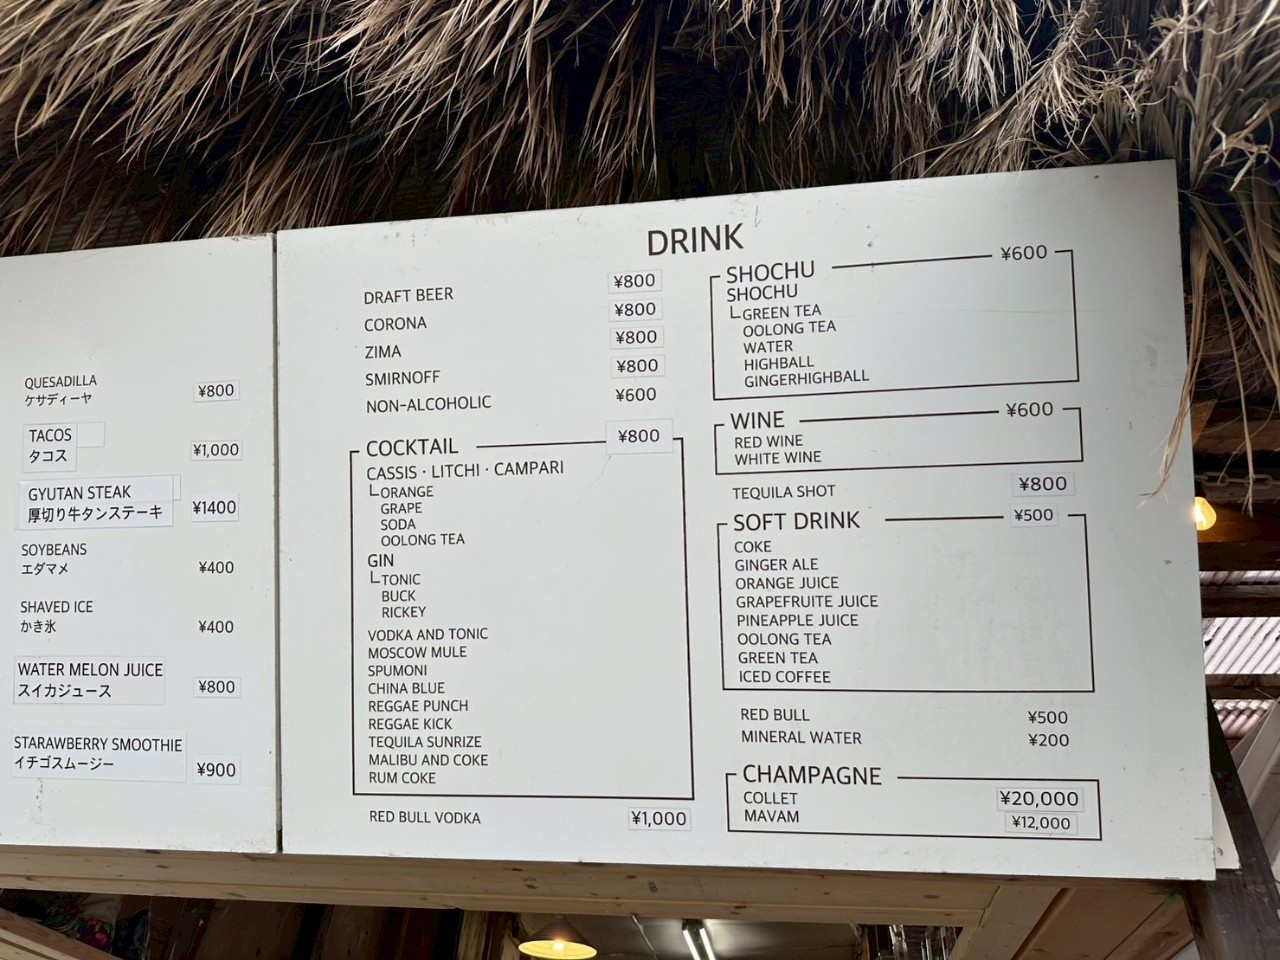 QUESADILLA
ケサディーヤ
¥800
TACOS
タコス
¥1,000
GYUTAN STEAK
厚切り牛タンステーキ
¥1400
SOYBEANS
エダマメ
¥400
SHAVED ICE
かき氷
¥400
WATER MELON JUICE
スイカジュース
¥800
STARAWBERRY SMOOTHIE
イチゴスムージー
¥900
DRINK
DRAFT BEER ¥800
CORONA ¥800
ZIMA ¥800
SMIRNOFF ¥800
NON-ALCOHOLIC ¥600
COCKTAIL ¥800
CASSIS・LITCHI・CAMPARI
ORANGE
GRAPE
SODA
OOLONG TEA
GIN
TONIC
BUCK
RICKEY
VODKA AND TONIC
MOSCOW MULE
SPUMONI
CHINA BLUE
REGGAE PUNCH
REGGAE KICK
TEQUILA SUNRIZE
MALIBU AND COKE
RUM COKE
RED BULL VODKA ¥1,000
SHOCHU ¥600
SHOCHU
GREEN TEA
OOLONG TEA
WATER
HIGHBALL
GINGERHIGHBALL
WINE ¥600
RED WINE
WHITE WINE
TEQUILA SHOT ¥800
SOFT DRINK ¥500
COKE
GINGER ALE
ORANGE JUICE
GRAPEFRUITE JUICE
PINEAPPLE JUICE
OOLONG TEA
GREEN TEA
ICED COFFEE
RED BULL ¥500
MINERAL WATER ¥200
CHAMPAGNE
COLLET ¥20,000
MAVAM ¥12,000